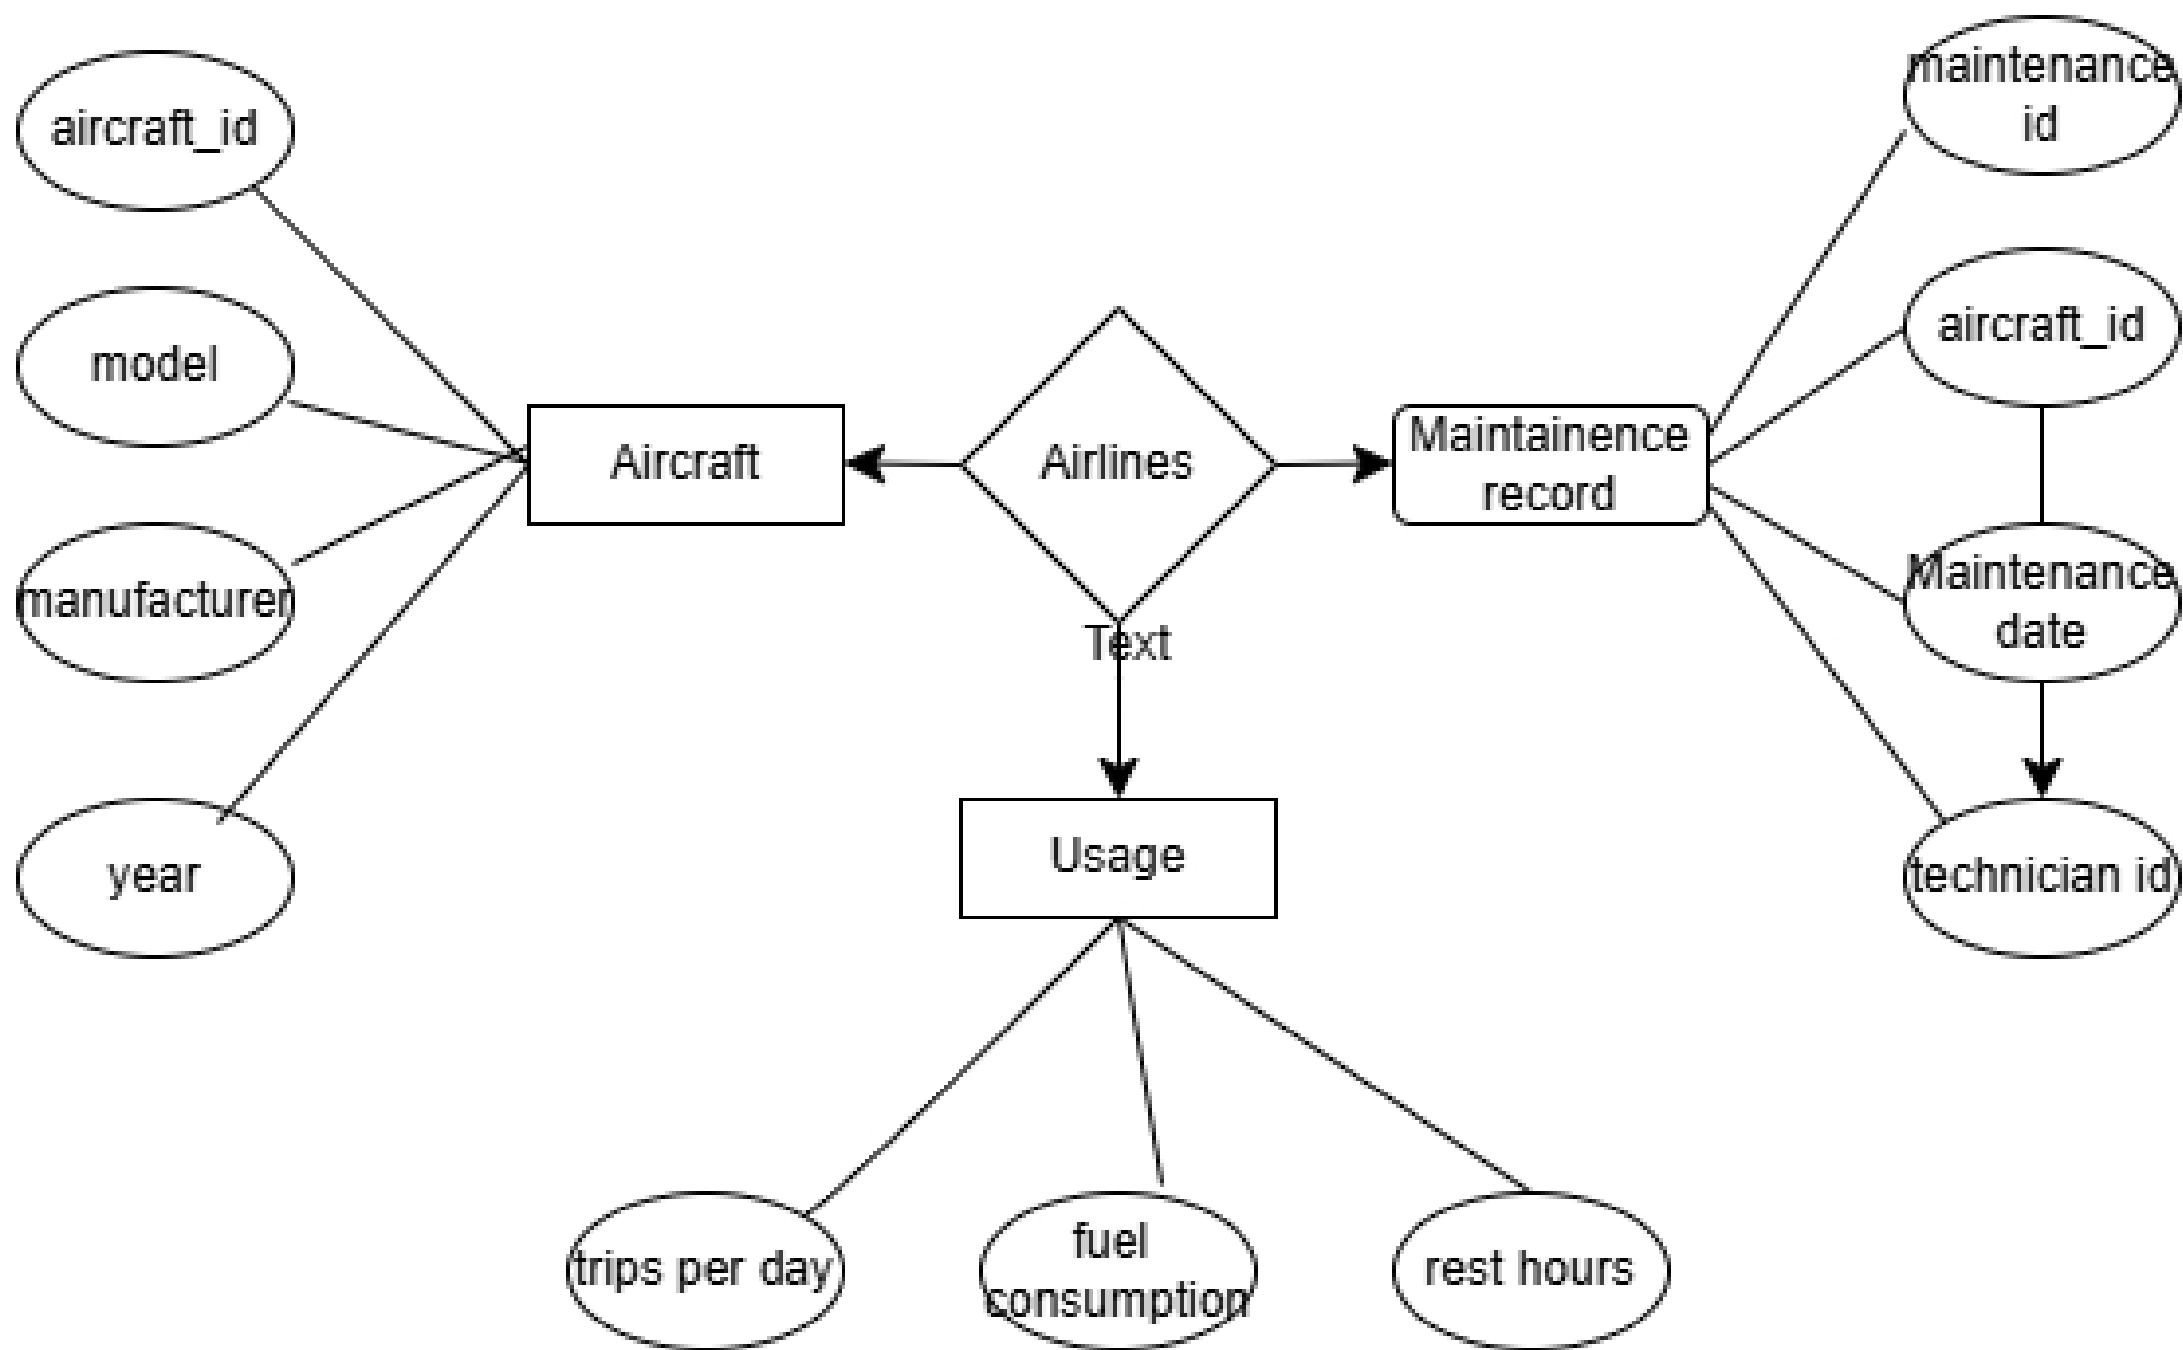 maintenance
id
aircraft_id
aircraft_id
model
Aircraft
Airlines
Maintainence
record
manufacturer
Maintenance
date
Text
year
Usage
technician id
trips per day
fuel
consumption
rest hours